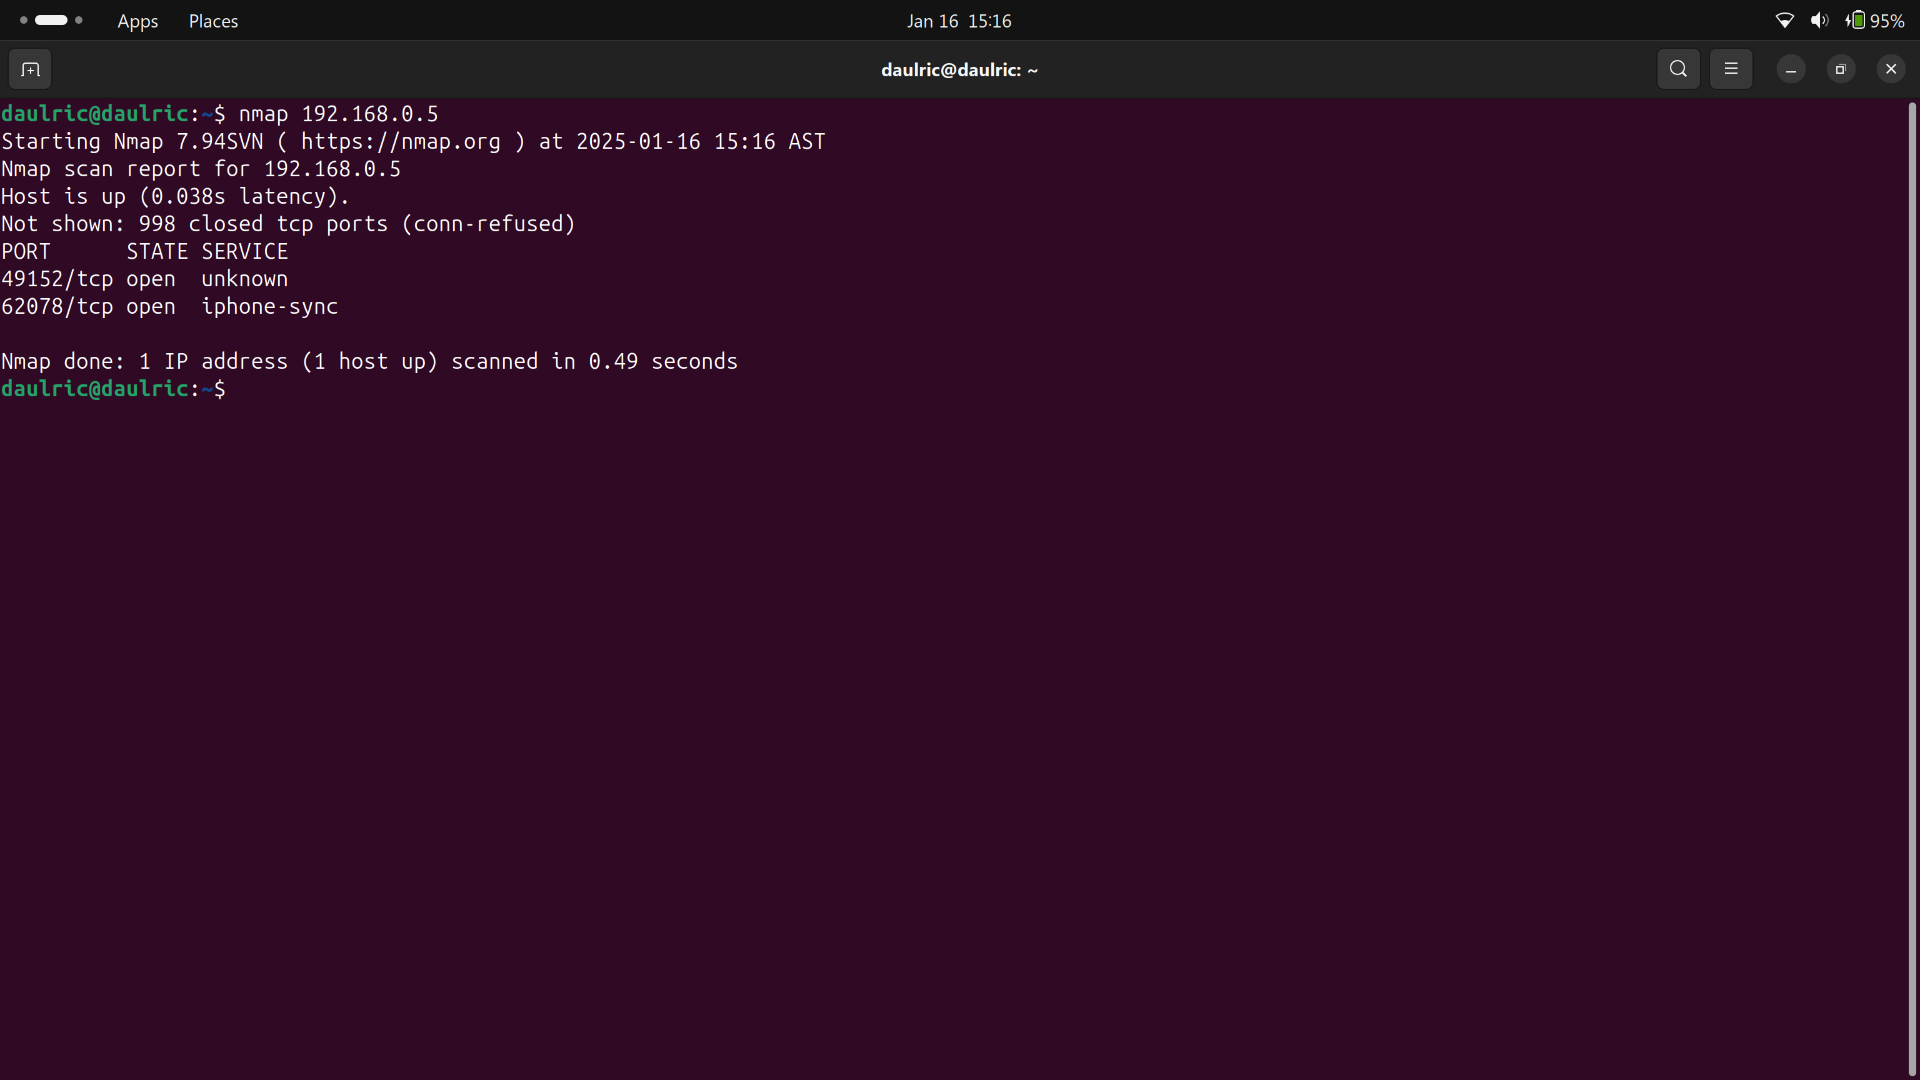 Apps Places Jan 16 15:16 95%
daulric@daulric: ~
daulric@daulric:~$ nmap 192.168.0.5
Starting Nmap 7.94SVN ( https://nmap.org ) at 2025-01-16 15:16 AST
Nmap scan report for 192.168.0.5
Host is up (0.038s latency).
Not shown: 998 closed tcp ports (conn-refused)
PORT      STATE SERVICE
49152/tcp open  unknown
62078/tcp open  iphone-sync

Nmap done: 1 IP address (1 host up) scanned in 0.49 seconds
daulric@daulric:~$